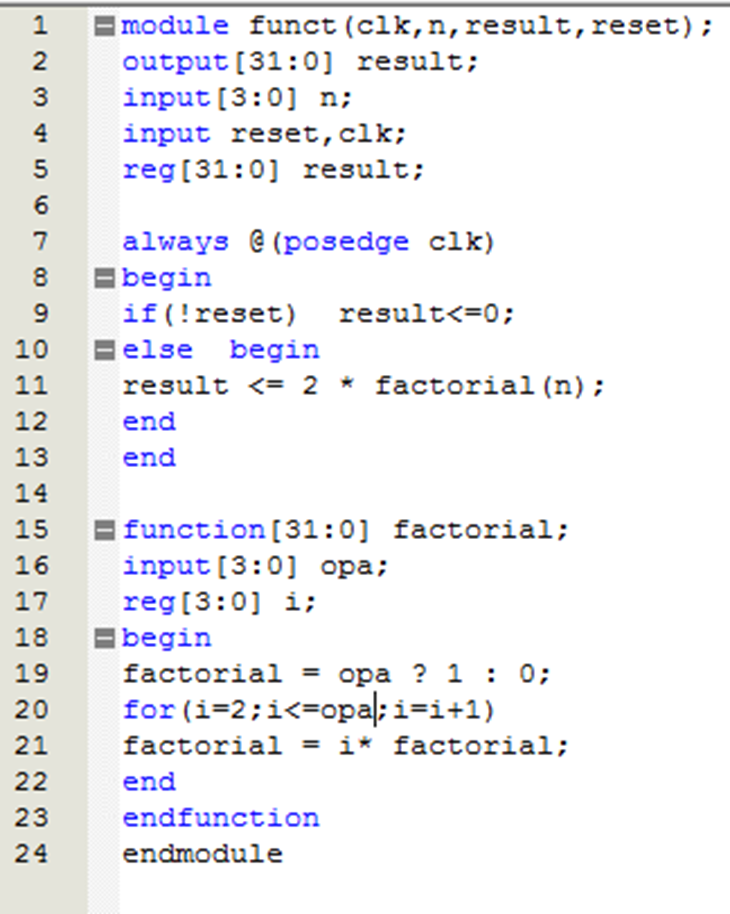 1 module funct(clk,n,result,reset);
2 output[31:0] result;
3 input[3:0] n;
4 input reset,clk;
5 reg[31:0] result;
6
7 always @(posedge clk)
8 begin
9 if(!reset)  result<=0;
10 else  begin
11 result <= 2 * factorial(n);
12 end
13 end
14
15 function[31:0] factorial;
16 input[3:0] opa;
17 reg[3:0] i;
18 begin
19 factorial = opa ? 1 : 0;
20 for(i=2;i<=opa;i=i+1)
21 factorial = i* factorial;
22 end
23 endfunction
24 endmodule